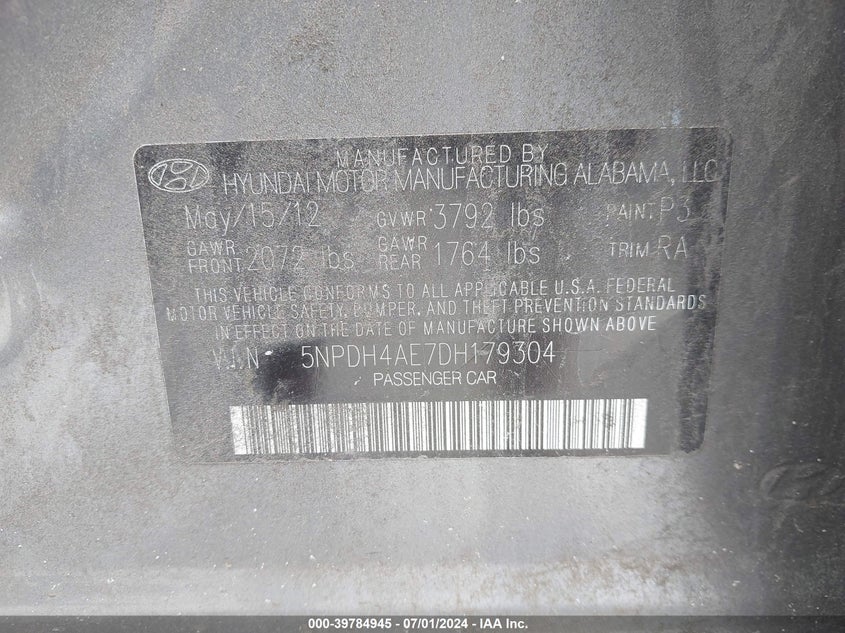 MANUFACTURED BY
HYUNDAI MOTOR MANUFACTURING ALABAMA, LLC
May/15/12 GVWR 3792 lbs PAINT P3
GAWR FRONT 2072 lbs GAWR REAR 1764 lbs TRIM RA
THIS VEHICLE CONFORMS TO ALL APPLICABLE U.S.A. FEDERAL
MOTOR VEHICLE SAFETY, BUMPER, AND THEFT PREVENTION STANDARDS
IN EFFECT ON THE DATE OF MANUFACTURE SHOWN ABOVE
VIN 5NPDH4AE7DH179304
PASSENGER CAR
000-39784945 - 07/01/2024 - IAA Inc.